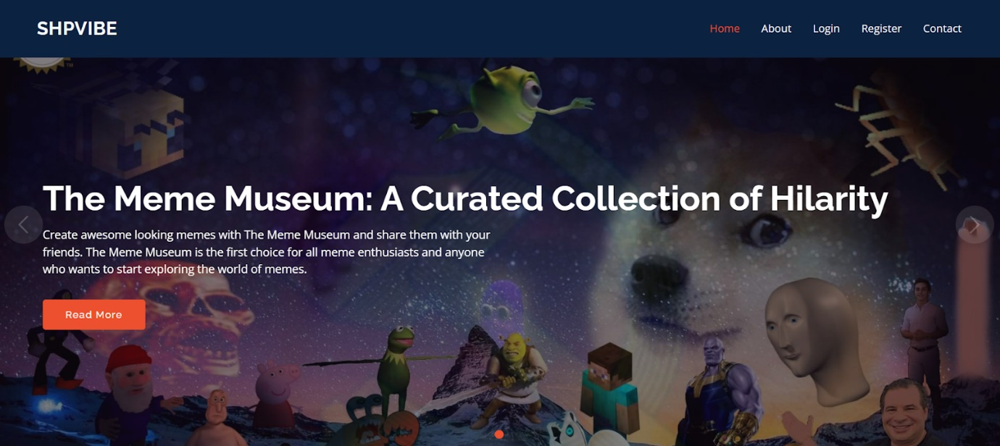 SHPVIBE
Home About Login Register Contact
TM
The Meme Museum: A Curated Collection of Hilarity
Create awesome looking memes with The Meme Museum and share them with your
friends. The Meme Museum is the first choice for all meme enthusiasts and anyone
who wants to start exploring the world of memes.
Read More